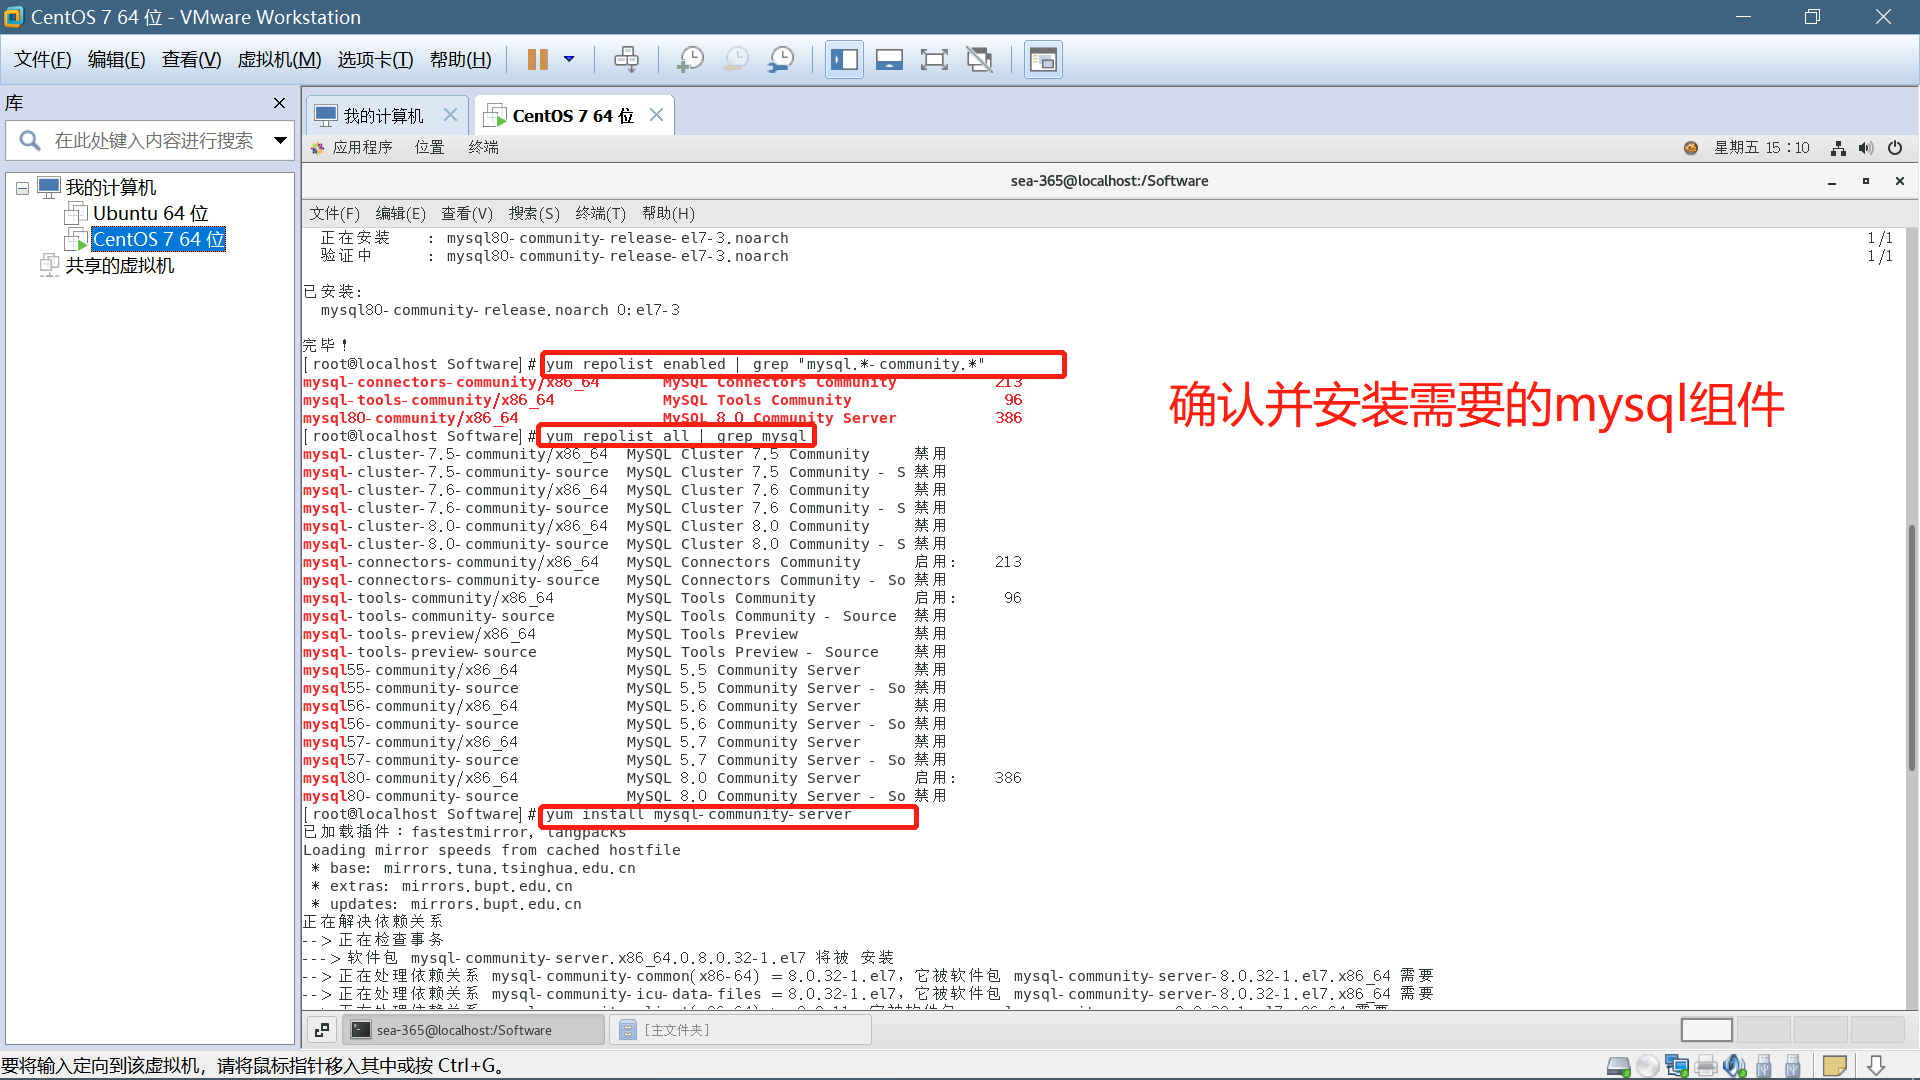 CentOS 7 64 位 - VMware Workstation
文件(F) 编辑(E) 查看(V) 虚拟机(M) 选项卡(T) 帮助(H)
库
在此处键入内容进行搜索
我的计算机
Ubuntu 64 位
CentOS 7 64 位
共享的虚拟机
我的计算机
CentOS 7 64 位
应用程序 位置 终端
星期五 15：10
sea-365@localhost:/Software
文件(F) 编辑(E) 查看(V) 搜索(S) 终端(T) 帮助(H)
正在安装 : mysql80-community-release-el7-3.noarch 1/1
验证中 : mysql80-community-release-el7-3.noarch 1/1
已安装:
mysql80-community-release.noarch 0:el7-3
完毕！
[root@localhost Software]# yum repolist enabled | grep "mysql.*-community.*"
mysql-connectors-community/x86_64 MySQL Connectors Community 213
mysql-tools-community/x86_64 MySQL Tools Community 96
mysql80-community/x86_64 MySQL 8.0 Community Server 386
确认并安装需要的mysql组件
[root@localhost Software]# yum repolist all | grep mysql
mysql-cluster-7.5-community/x86_64 MySQL Cluster 7.5 Community 禁用
mysql-cluster-7.5-community-source MySQL Cluster 7.5 Community - S 禁用
mysql-cluster-7.6-community/x86_64 MySQL Cluster 7.6 Community 禁用
mysql-cluster-7.6-community-source MySQL Cluster 7.6 Community - S 禁用
mysql-cluster-8.0-community/x86_64 MySQL Cluster 8.0 Community 禁用
mysql-cluster-8.0-community-source MySQL Cluster 8.0 Community - S 禁用
mysql-connectors-community/x86_64 MySQL Connectors Community 启用: 213
mysql-connectors-community-source MySQL Connectors Community - So 禁用
mysql-tools-community/x86_64 MySQL Tools Community 启用: 96
mysql-tools-community-source MySQL Tools Community - Source 禁用
mysql-tools-preview/x86_64 MySQL Tools Preview 禁用
mysql-tools-preview-source MySQL Tools Preview - Source 禁用
mysql55-community/x86_64 MySQL 5.5 Community Server 禁用
mysql55-community-source MySQL 5.5 Community Server - So 禁用
mysql56-community/x86_64 MySQL 5.6 Community Server 禁用
mysql56-community-source MySQL 5.6 Community Server - So 禁用
mysql57-community/x86_64 MySQL 5.7 Community Server 禁用
mysql57-community-source MySQL 5.7 Community Server - So 禁用
mysql80-community/x86_64 MySQL 8.0 Community Server 启用: 386
mysql80-community-source MySQL 8.0 Community Server - So 禁用
[root@localhost Software]# yum install mysql-community-server
已加载插件：fastestmirror, langpacks
Loading mirror speeds from cached hostfile
* base: mirrors.tuna.tsinghua.edu.cn
* extras: mirrors.bupt.edu.cn
* updates: mirrors.bupt.edu.cn
正在解决依赖关系
--> 正在检查事务
---> 软件包 mysql-community-server.x86_64.0.8.0.32-1.el7 将被 安装
--> 正在处理依赖关系 mysql-community-common(x86-64) = 8.0.32-1.el7，它被软件包 mysql-community-server-8.0.32-1.el7.x86_64 需要
--> 正在处理依赖关系 mysql-community-icu-data-files = 8.0.32-1.el7，它被软件包 mysql-community-server-8.0.32-1.el7.x86_64 需要
sea-365@localhost:/Software
[主文件夹]
要将输入定向到该虚拟机，请将鼠标指针移入其中或按 Ctrl+G。